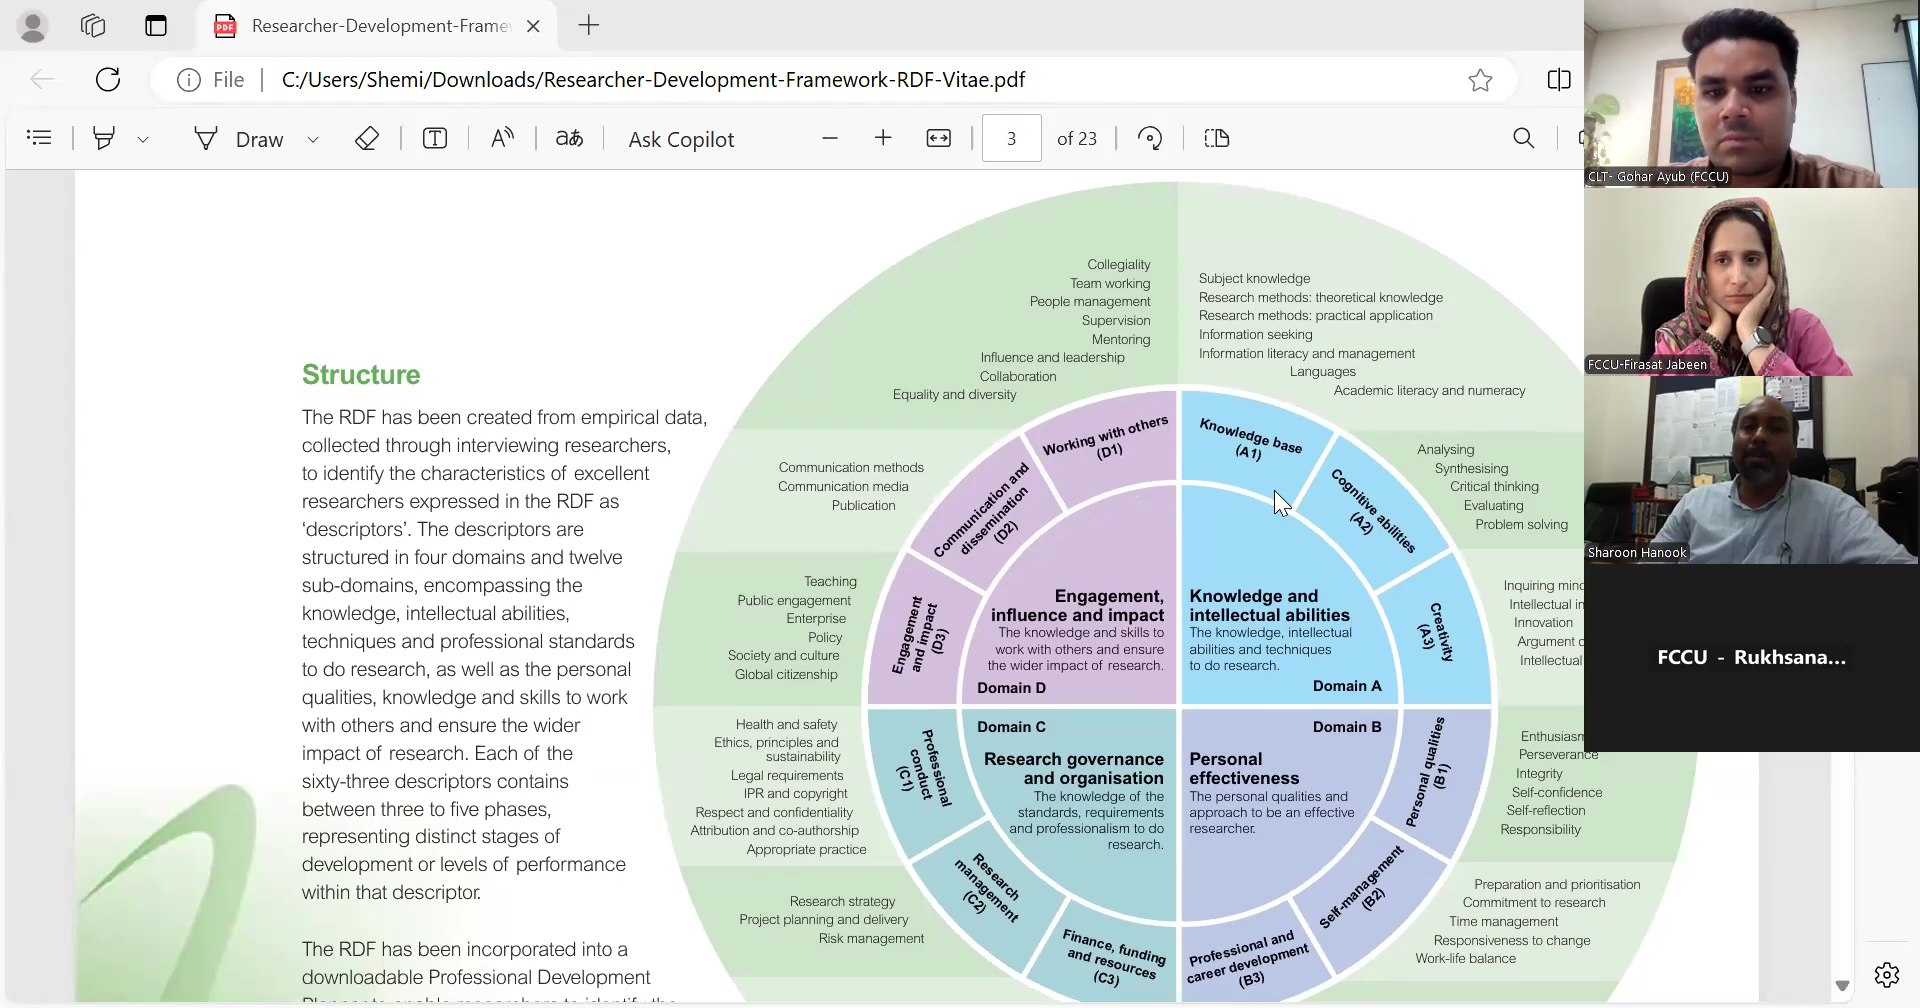 Researcher-Development-Frame
File
C:/Users/Shemi/Downloads/Researcher-Development-Framework-RDF-Vitae.pdf
Draw
Ask Copilot
3
of 23
Structure
The RDF has been created from empirical data,
collected through interviewing researchers,
to identify the characteristics of excellent
researchers expressed in the RDF as
‘descriptors’. The descriptors are
structured in four domains and twelve
sub-domains, encompassing the
knowledge, intellectual abilities,
techniques and professional standards
to do research, as well as the personal
qualities, knowledge and skills to work
with others and ensure the wider
impact of research. Each of the
sixty-three descriptors contains
between three to five phases,
representing distinct stages of
development or levels of performance
within that descriptor.
The RDF has been incorporated into a
downloadable Professional Development
Collegiality
Team working
People management
Supervision
Mentoring
Influence and leadership
Collaboration
Equality and diversity
Communication methods
Communication media
Publication
Teaching
Public engagement
Enterprise
Policy
Society and culture
Global citizenship
Health and safety
Ethics, principles and
sustainability
Legal requirements
IPR and copyright
Respect and confidentiality
Attribution and co-authorship
Appropriate practice
Research strategy
Project planning and delivery
Risk management
Subject knowledge
Research methods: theoretical knowledge
Research methods: practical application
Information seeking
Information literacy and management
Languages
Academic literacy and numeracy
Analysing
Synthesising
Critical thinking
Evaluating
Problem solving
Inquiring
Intellectual
Innovation
Argument
Intellectual
Enthusiasm
Perseverance
Integrity
Self-confidence
Self-reflection
Responsibility
Preparation and prioritisation
Commitment to research
Time management
Responsiveness to change
Work-life balance
Working with others
(D1)
Communication and
dissemination
(D2)
Engagement
and impact
(D3)
Knowledge base
(A1)
Cognitive abilities
(A2)
Creativity
(A3)
Professional
conduct
(C1)
Research
management
(C2)
Finance, funding
and resources
(C3)
Personal qualities
(B1)
Self-management
(B2)
Professional and
career development
(B3)
Engagement,
influence and impact
The knowledge and skills to
work with others and ensure
the wider impact of research.
Domain D
Knowledge and
intellectual abilities
The knowledge, intellectual
abilities and techniques
to do research.
Domain A
Domain C
Research governance
and organisation
The knowledge of the
standards, requirements
and professionalism to do
research.
Domain B
Personal
effectiveness
The personal qualities and
approach to be an effective
researcher.
CLT- Gohar Ayub (FCCU)
FCCU-Firasat Jabeen
Sharoon Hanook
FCCU - Rukhsana...